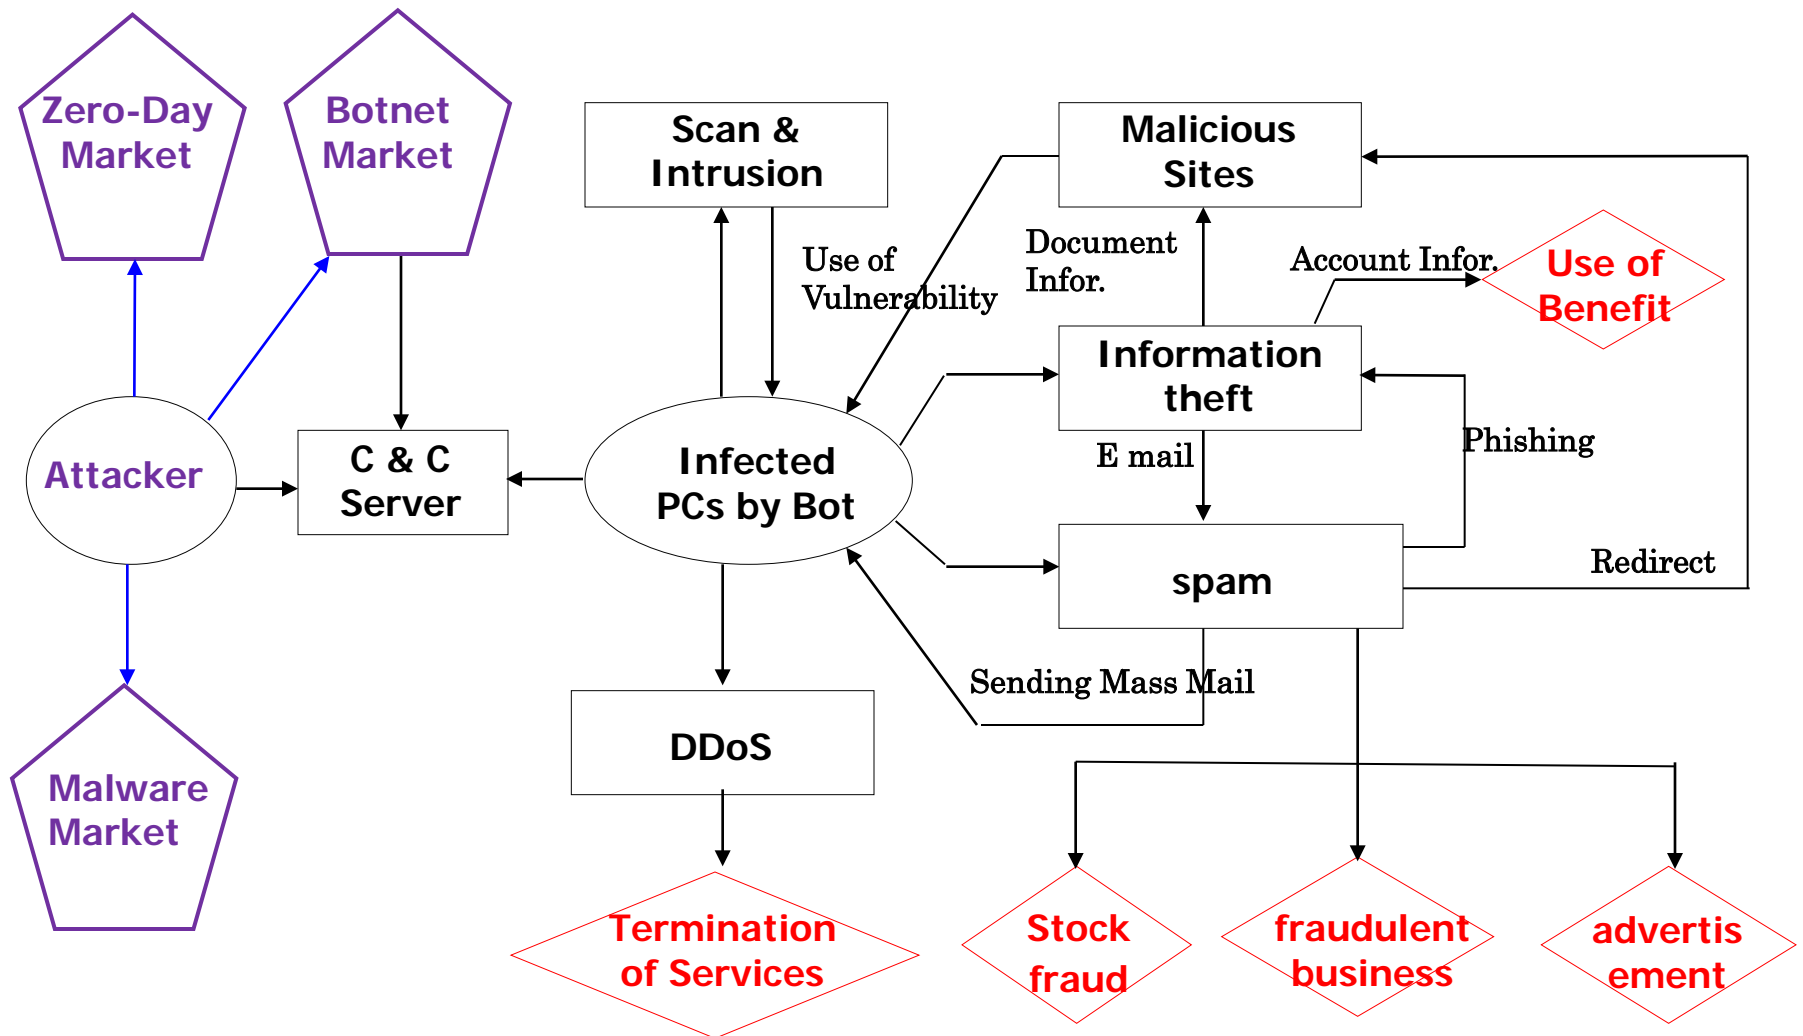 Zero-Day
Market
Botnet
Market
Scan &
Intrusion
Malicious
Sites
Use of
Vulnerability
Document
Infor.
Account Infor.
Use of
Benefit
Information
theft
Attacker
C & C
Server
Infected
PCs by Bot
E mail
Phishing
spam
Redirect
Sending Mass Mail
DDoS
Malware
Market
Termination
of Services
Stock
fraud
fraudulent
business
advertis
ement